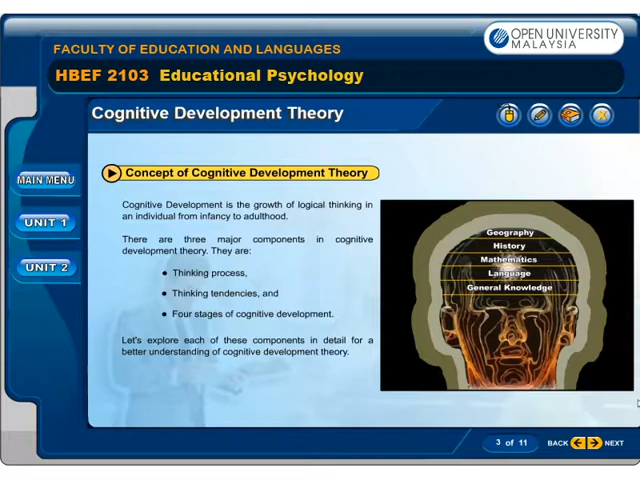 OPEN UNIVERSITY
MALAYSIA
FACULTY OF EDUCATION AND LANGUAGES
HBEF 2103 Educational Psychology
Cognitive Development Theory
MAIN MENU
UNIT 1
UNIT 2
Concept of Cognitive Development Theory
Cognitive Development is the growth of logical thinking in
an individual from infancy to adulthood.
There are three major components in cognitive
development theory. They are:
● Thinking process,
● Thinking tendencies, and
● Four stages of cognitive development.
Let's explore each of these components in detail for a
better understanding of cognitive development theory.
Geography
History
Mathematics
Language
General Knowledge
3 of 11 BACK NEXT